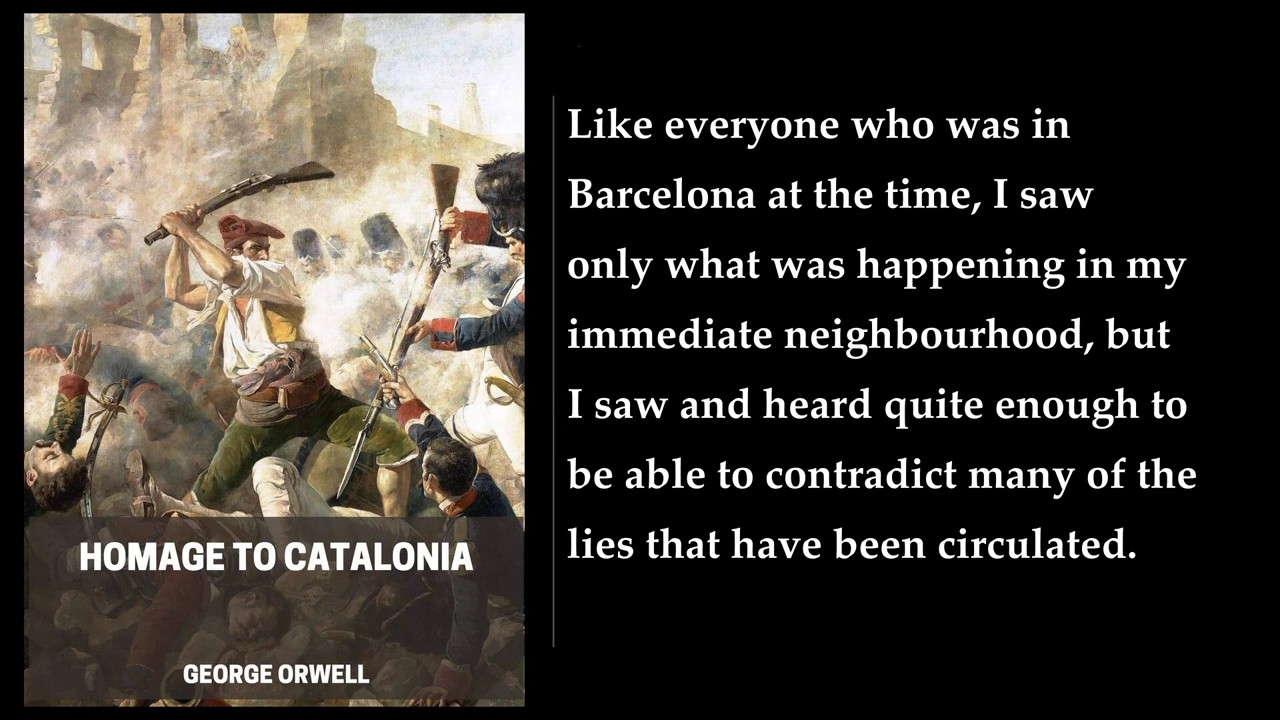 HOMAGE TO CATALONIA
GEORGE ORWELL
Like everyone who was in
Barcelona at the time, I saw
only what was happening in my
immediate neighbourhood, but
I saw and heard quite enough to
be able to contradict many of the
lies that have been circulated.